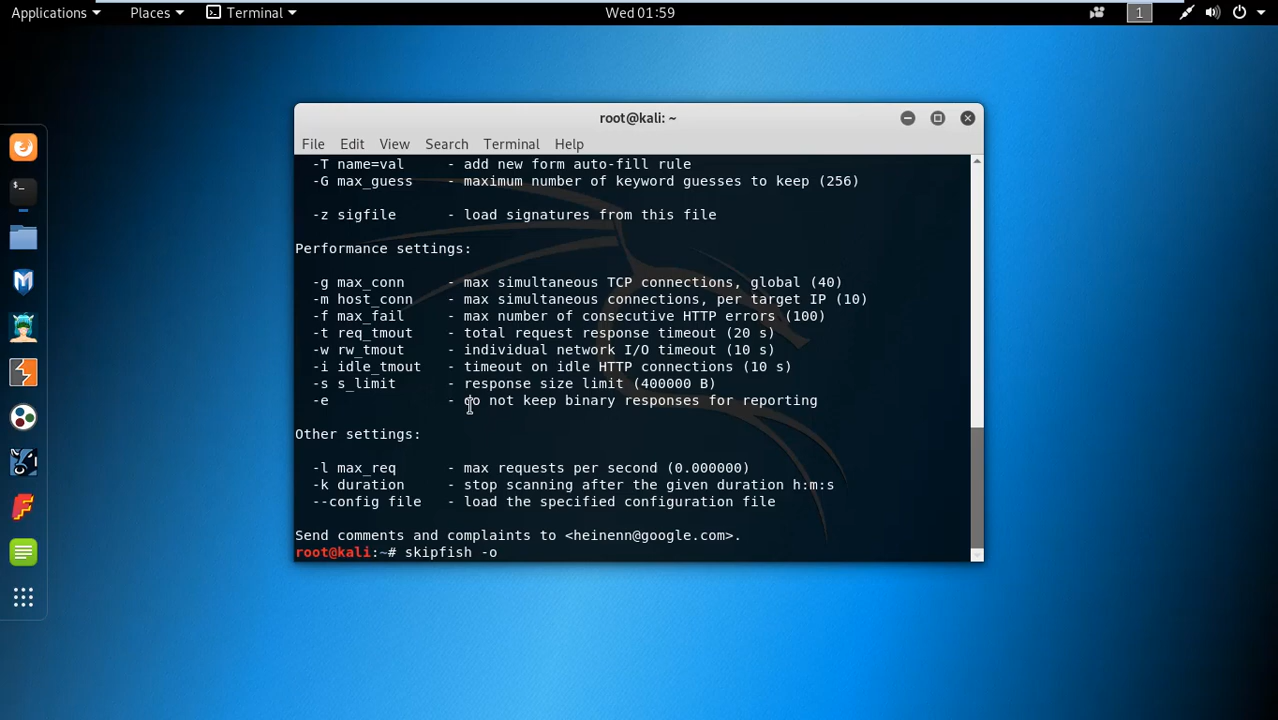 Applications Places Terminal Wed 01:59 1
root@kali: ~
File Edit View Search Terminal Help
-T name=val - add new form auto-fill rule
-G max_guess - maximum number of keyword guesses to keep (256)
-z sigfile - load signatures from this file
Performance settings:
-g max_conn - max simultaneous TCP connections, global (40)
-m host_conn - max simultaneous connections, per target IP (10)
-f max_fail - max number of consecutive HTTP errors (100)
-t req_tmout - total request response timeout (20 s)
-w rw_tmout - individual network I/O timeout (10 s)
-i idle_tmout - timeout on idle HTTP connections (10 s)
-s s_limit - response size limit (400000 B)
-e - do not keep binary responses for reporting
Other settings:
-l max_req - max requests per second (0.000000)
-k duration - stop scanning after the given duration h:m:s
--config file - load the specified configuration file
Send comments and complaints to <heinenn@google.com>.
root@kali:~# skipfish -o